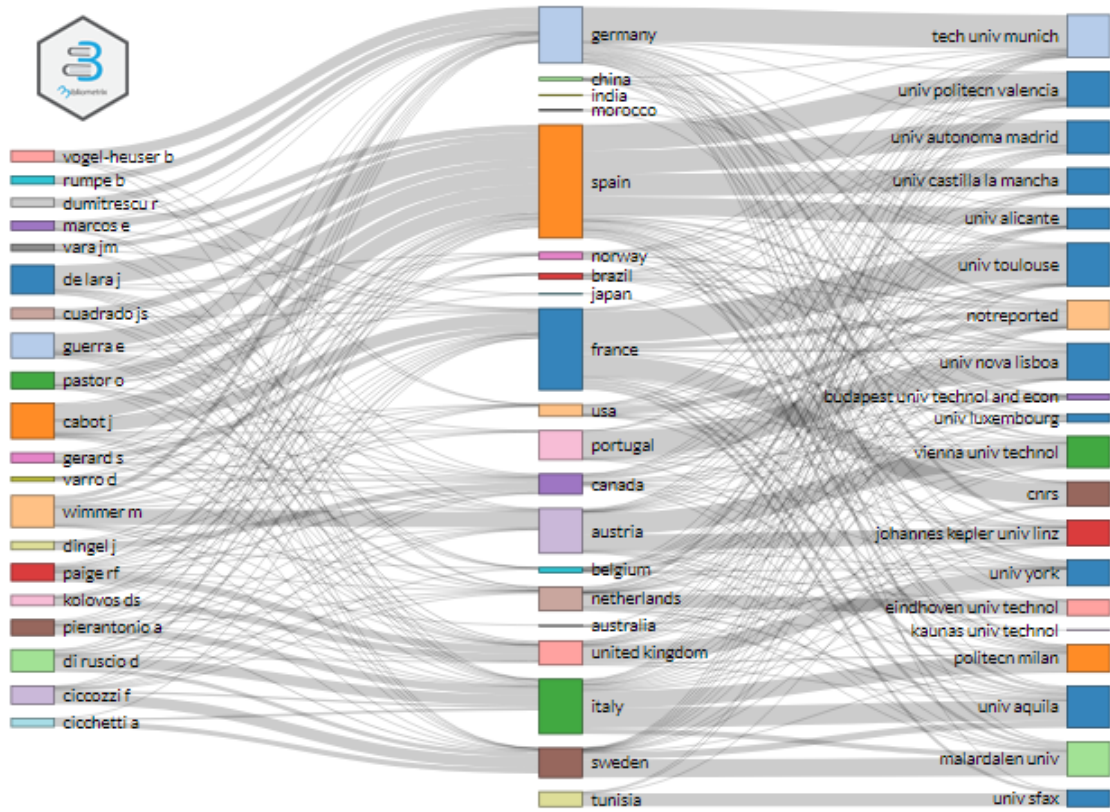 bibliometrix
vogel-heuser b
rumpe b
dumitrescu r
marcos e
vara jm
de lara j
cuadrado js
guerra e
pastor o
cabot j
gerard s
varro d
wimmer m
dingel j
paige rf
kolovos ds
pierantonio a
di ruscio d
ciccozzi f
cicchetti a
germany
china
india
morocco
spain
norway
brazil
japan
france
usa
portugal
canada
austria
belgium
netherlands
australia
united kingdom
italy
sweden
tunisia
tech univ munich
univ politecn valencia
univ autonoma madrid
univ castilla la mancha
univ alicante
univ toulouse
notreported
univ nova lisboa
budapest univ technol and econ
univ luxembourg
vienna univ technol
cnrs
johannes kepler univ linz
univ york
eindhoven univ technol
kaunas univ technol
politecn milan
univ aquila
malardalen univ
univ sfax